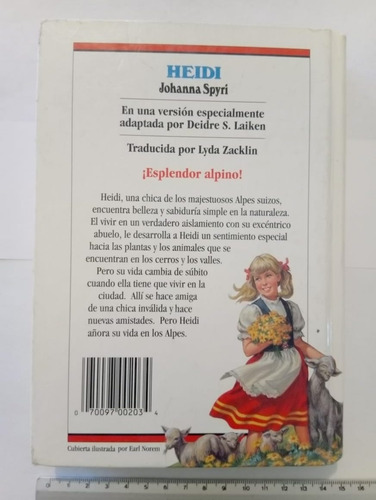 HEIDI
Johanna Spyri
En una versión especialmente
adaptada por Deidre S. Laiken
Traducida por Lyda Zacklin
¡Esplendor alpino!
Heidi, una chica de los majestuosos Alpes suizos,
encuentra belleza y sabiduría simple en la naturaleza.
El vivir en un verdadero aislamiento con su excéntrico
abuelo, le desarrolla a Heidi un sentimiento especial
hacia las plantas y los animales que se
encuentran en los cerros y los valles.
Pero su vida cambia de súbito
cuando ella tiene que vivir en la
ciudad. Allí se hace amiga
de una chica inválida y hace
nuevas amistades. Pero Heidi
añora su vida en los Alpes.
0 70097 00203 4
Cubierta ilustrada por Earl Norem